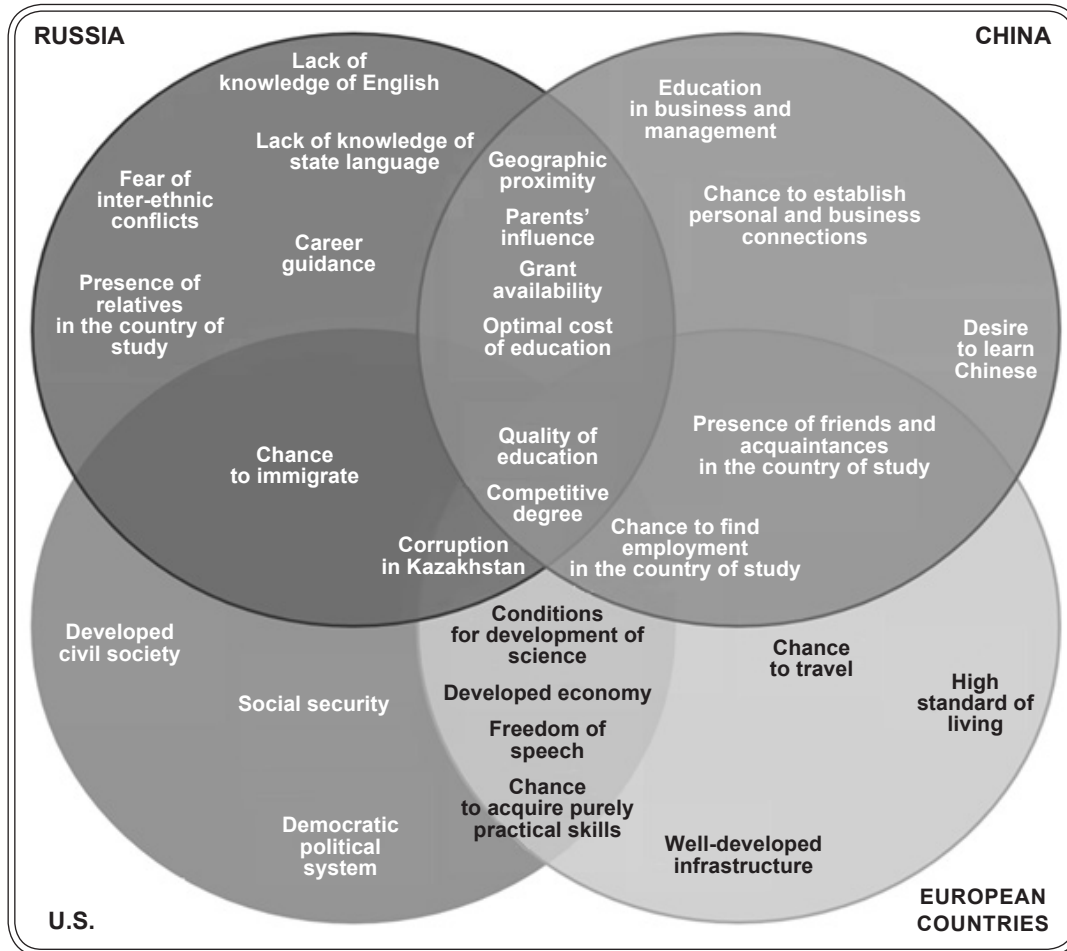 RUSSIA
CHINA
Lack of
knowledge of English
Education
in business and
management
Lack of knowledge of
state language
Geographic
proximity
Fear of
inter-ethnic
conflicts
Chance to establish
personal and business
connections
Parents’
influence
Career
guidance
Grant
availability
Presence of
relatives
in the country of
study
Optimal cost
of education
Desire
to learn
Chinese
Presence of friends and
acquaintances
in the country of study
Quality of
education
Chance
to immigrate
Competitive
degree
Chance to find
employment
in the country of study
Corruption
in Kazakhstan
Conditions
for development of
science
Developed
civil society
Chance
to travel
High
standard of
living
Developed economy
Social security
Freedom of
speech
Chance
to acquire purely
practical skills
Democratic
political
system
Well-developed
infrastructure
U.S.
EUROPEAN
COUNTRIES